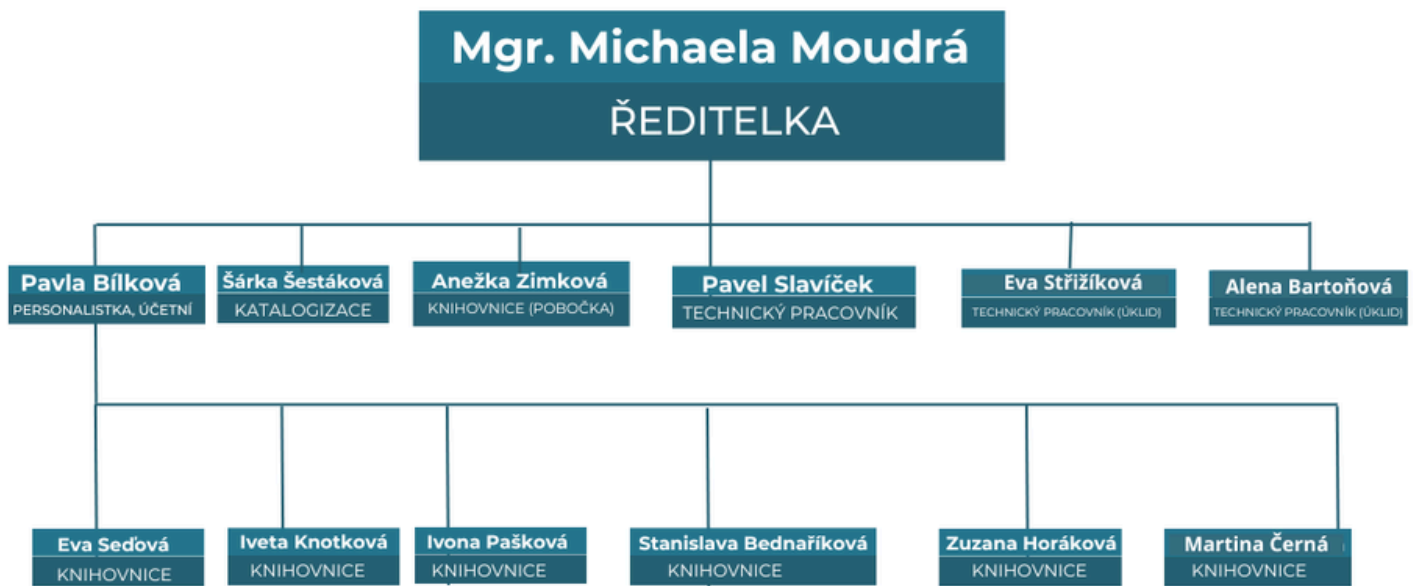 Mgr. Michaela Moudrá
ŘEDITELKA
Pavla Bílková
PERSONALISTKA, ÚČETNÍ
Šárka Šestáková
KATALOGIZACE
Anežka Zimková
KNIHOVNICE (POBOČKA)
Pavel Slavíček
TECHNICKÝ PRACOVNÍK
Eva Střižíková
TECHNICKÝ PRACOVNÍK (ÚKLID)
Alena Bartoňová
TECHNICKÝ PRACOVNÍK (ÚKLID)
Eva Seďová
KNIHOVNICE
Iveta Knotková
KNIHOVNICE
Ivona Pašková
KNIHOVNICE
Stanislava Bednaříková
KNIHOVNICE
Zuzana Horáková
KNIHOVNICE
Martina Černá
KNIHOVNICE